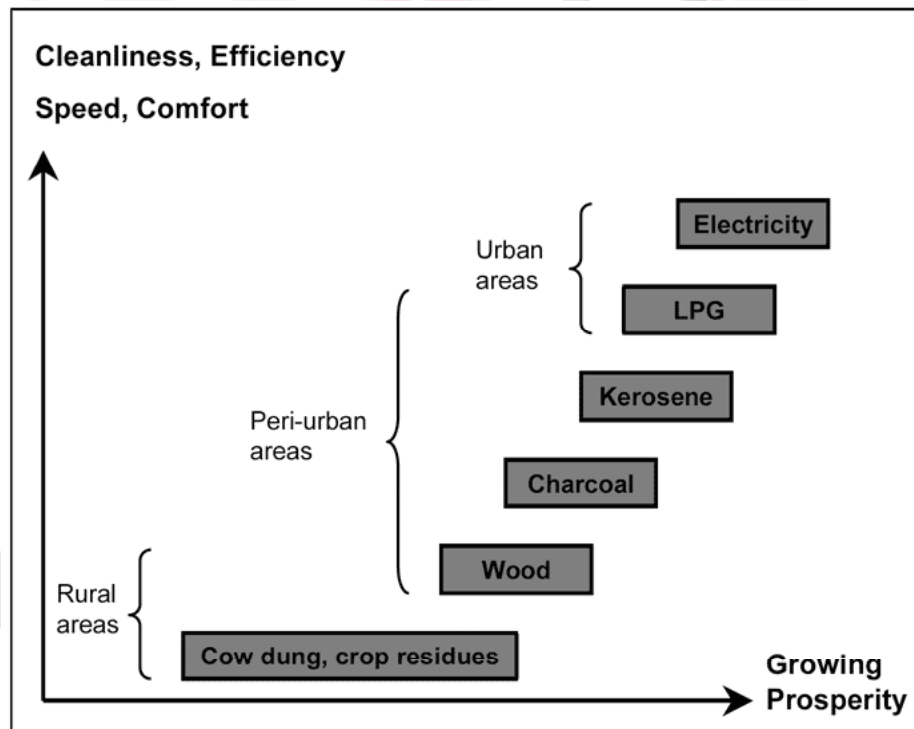 Cleanliness, Efficiency
Speed, Comfort
Electricity
Urban
areas
LPG
Kerosene
Peri-urban
areas
Charcoal
Wood
Rural
areas
Cow dung, crop residues
Growing
Prosperity